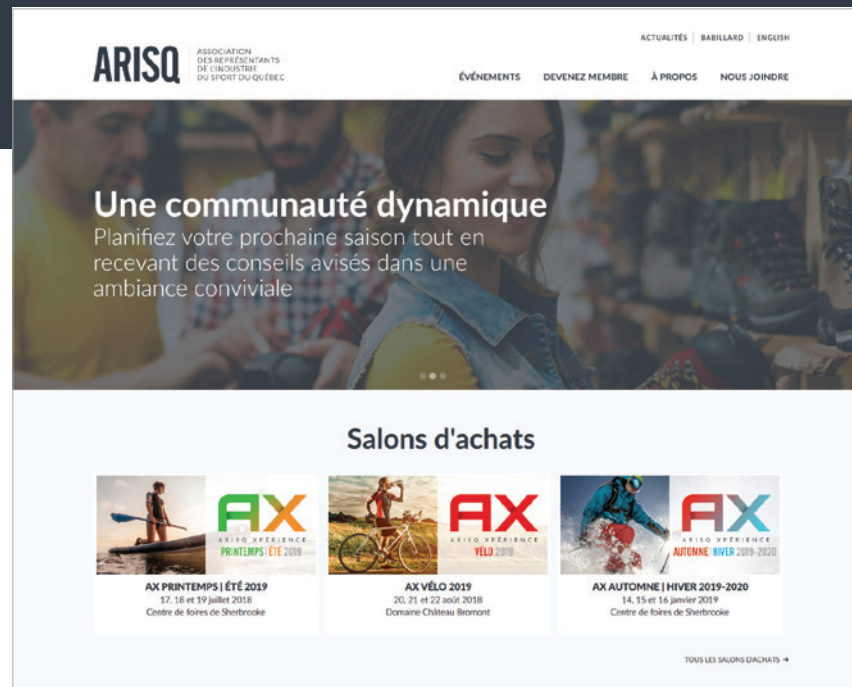 ACTUALITÉS | BABILLARD | ENGLISH
ARISQ
ASSOCIATION
DES REPRÉSENTANTS
DE L'INDUSTRIE
DU SPORT DU QUÉBEC
ÉVÉNEMENTS DEVENEZ MEMBRE À PROPOS NOUS JOINDRE
Une communauté dynamique
Planifiez votre prochaine saison tout en
recevant des conseils avisés dans une
ambiance conviviale
Salons d'achats
AX
ARISQ XPÉRIENCE
PRINTEMPS | ÉTÉ 2019
AX PRINTEMPS | ÉTÉ 2019
17, 18 et 19 juillet 2018
Centre de foires de Sherbrooke
AX
ARISQ XPÉRIENCE
VÉLO 2019
AX VÉLO 2019
20, 21 et 22 août 2018
Domaine Château Bromont
AX
ARISQ XPÉRIENCE
AUTOMNE | HIVER 2019-2020
AX AUTOMNE | HIVER 2019-2020
14, 15 et 16 janvier 2019
Centre de foires de Sherbrooke
TOUS LES SALONS D'ACHATS →